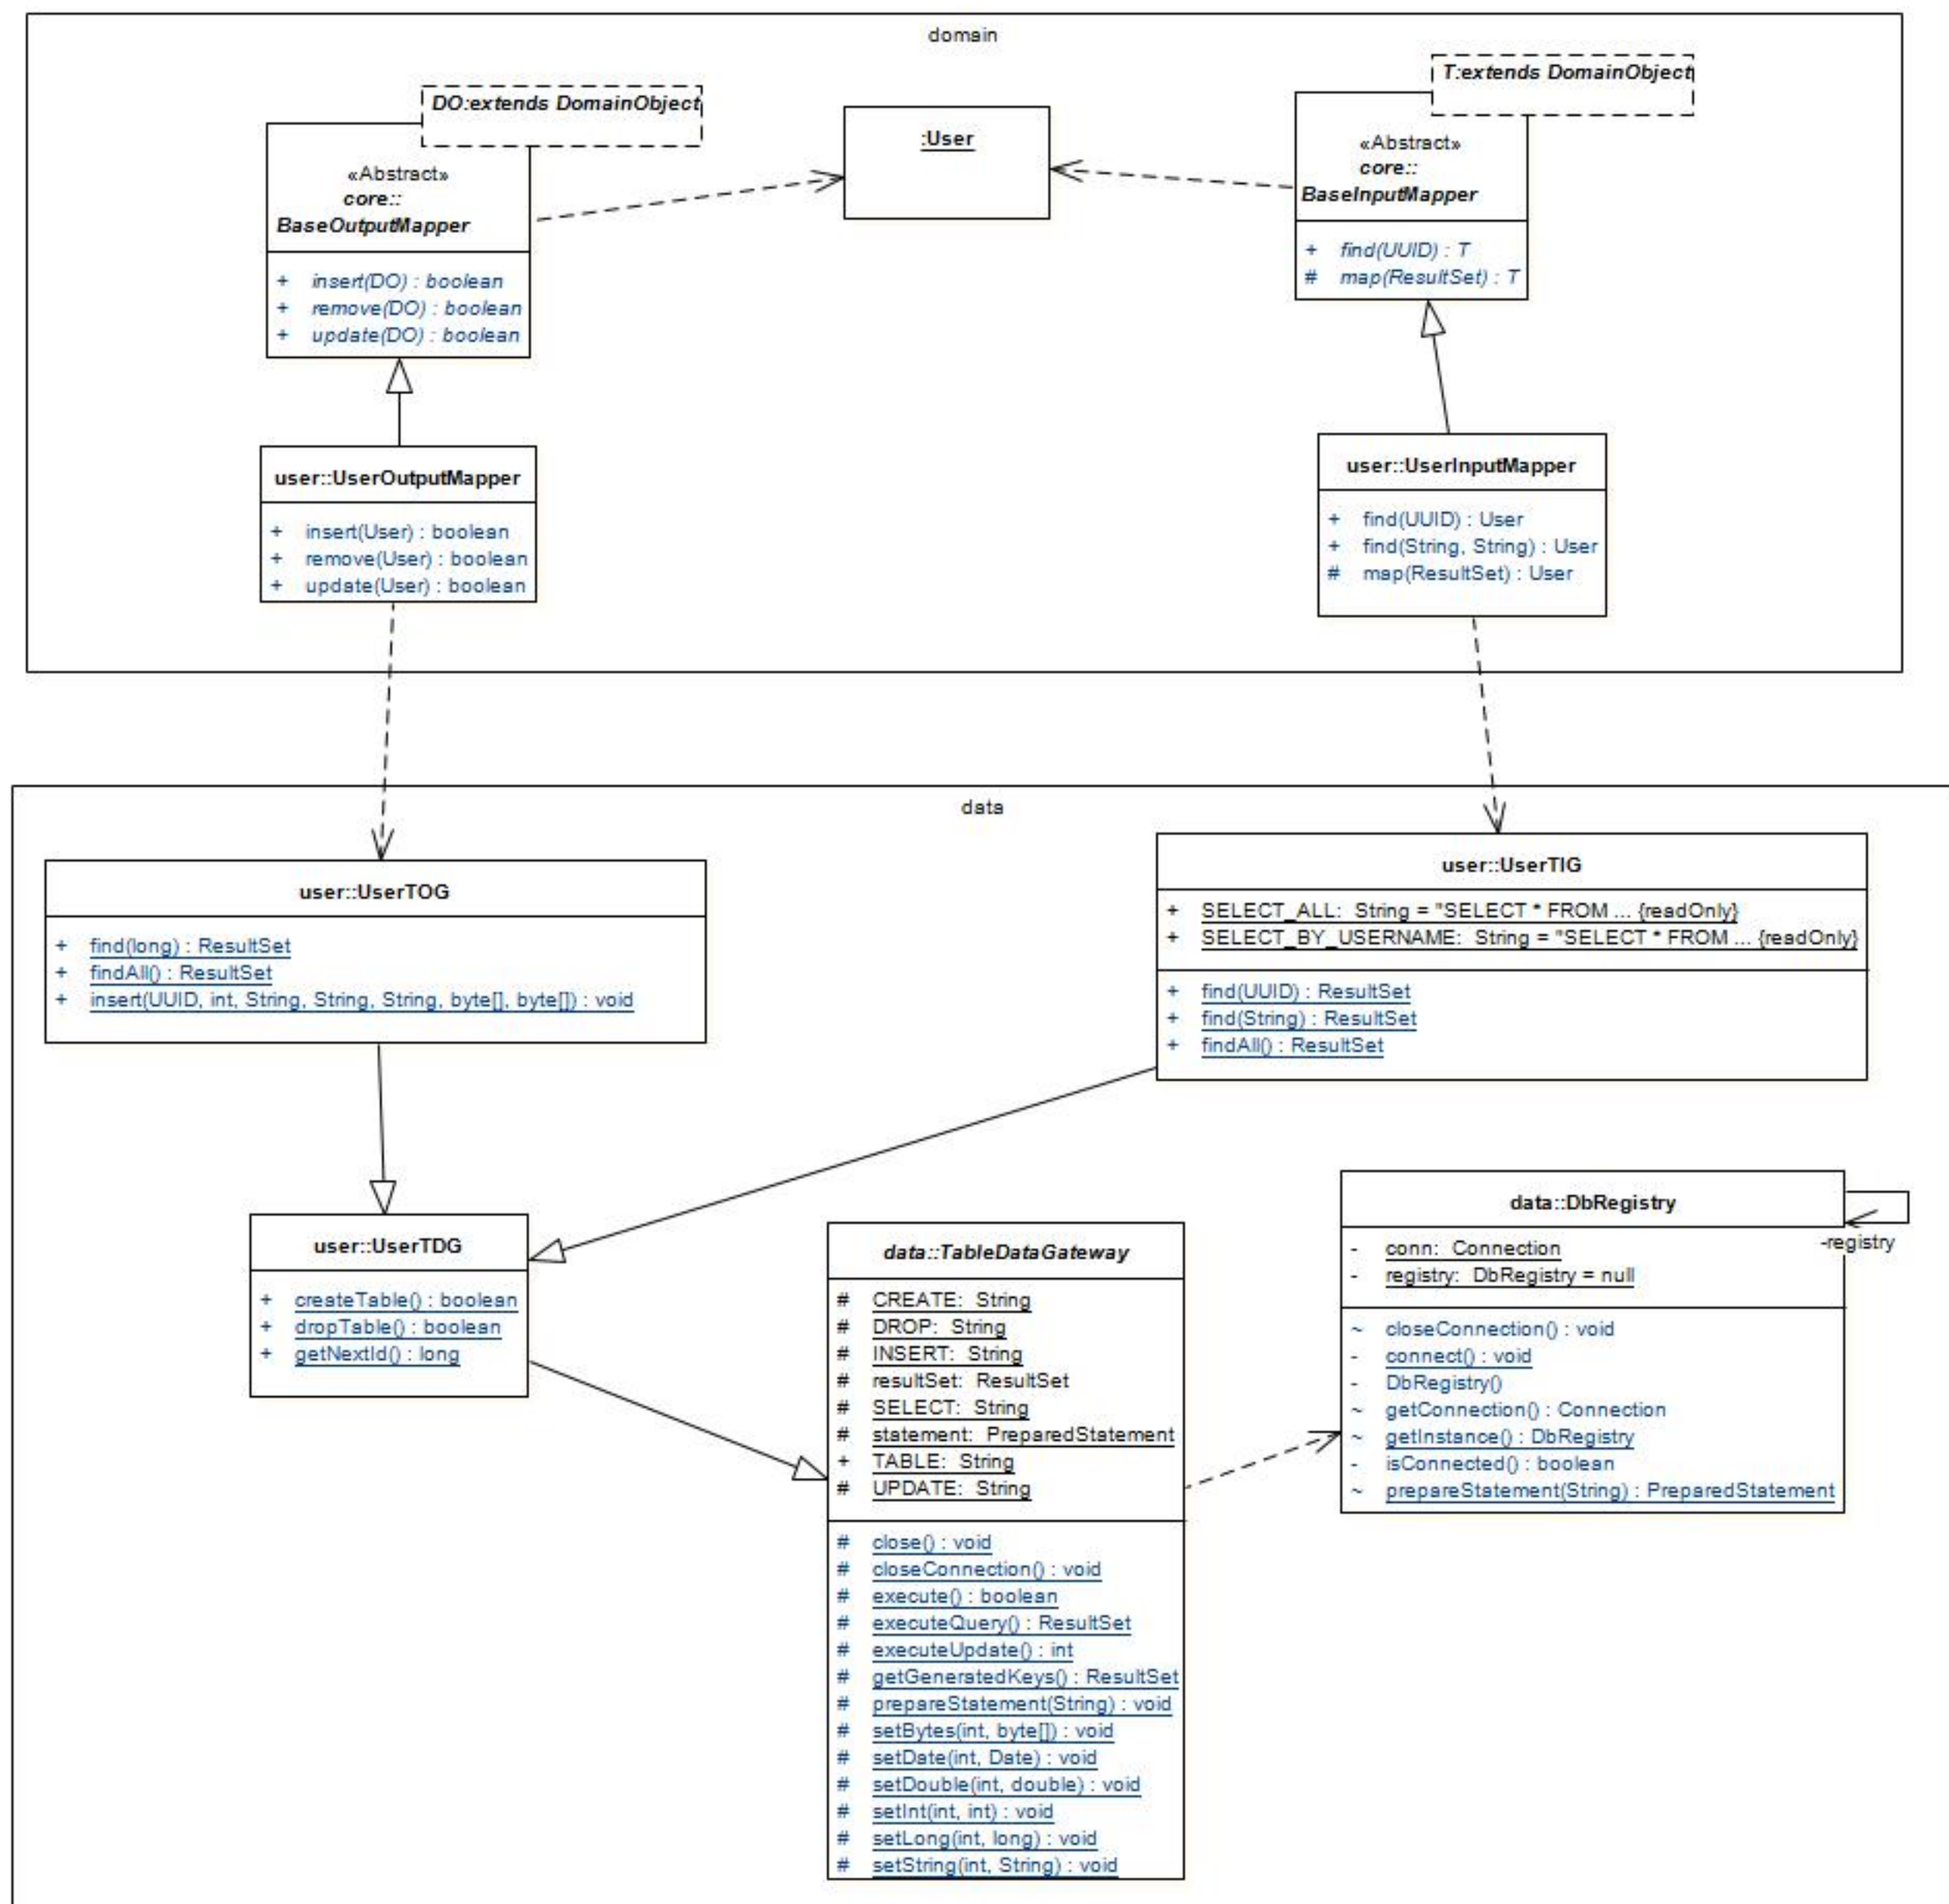 domain
DO:extends DomainObject
«Abstract»
core::
BaseOutputMapper
+ insert(DO) : boolean
+ remove(DO) : boolean
+ update(DO) : boolean
:User
T:extends DomainObject
«Abstract»
core::
BaseInputMapper
+ find(UUID) : T
# map(ResultSet) : T
user::UserOutputMapper
+ insert(User) : boolean
+ remove(User) : boolean
+ update(User) : boolean
user::UserInputMapper
+ find(UUID) : User
+ find(String, String) : User
# map(ResultSet) : User
data
user::UserTOG
+ find(long) : ResultSet
+ findAll() : ResultSet
+ insert(UUID, int, String, String, String, byte[], byte[]) : void
user::UserTIG
+ SELECT_ALL: String = "SELECT * FROM ... {readOnly}
+ SELECT_BY_USERNAME: String = "SELECT * FROM ... {readOnly}
+ find(UUID) : ResultSet
+ find(String) : ResultSet
+ findAll() : ResultSet
user::UserTDG
+ createTable() : boolean
+ dropTable() : boolean
+ getNextId() : long
data::TableDataGateway
# CREATE: String
# DROP: String
# INSERT: String
# resultSet: ResultSet
# SELECT: String
# statement: PreparedStatement
+ TABLE: String
# UPDATE: String
# close() : void
# closeConnection() : void
# execute() : boolean
# executeQuery() : ResultSet
# executeUpdate() : int
# getGeneratedKeys() : ResultSet
# prepareStatement(String) : void
# setBytes(int, byte[]) : void
# setDate(int, Date) : void
# setDouble(int, double) : void
# setInt(int, int) : void
# setLong(int, long) : void
# setString(int, String) : void
data::DbRegistry
- conn: Connection
- registry: DbRegistry = null
~ closeConnection() : void
- connect() : void
- DbRegistry()
~ getConnection() : Connection
~ getInstance() : DbRegistry
- isConnected() : boolean
~ prepareStatement(String) : PreparedStatement
-registry